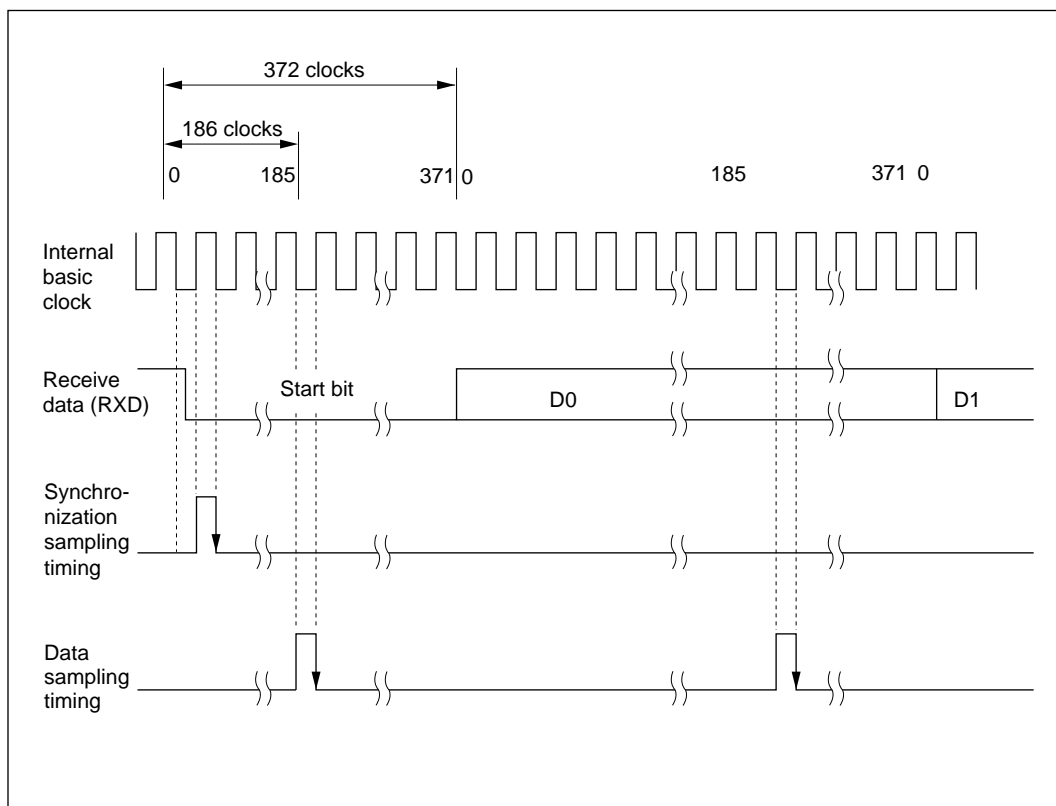 372 clocks
186 clocks
0 185 371 0 185 371 0
Internal
basic
clock
Receive
data (RXD)
Start bit
D0
D1
Synchro-
nization
sampling
timing
Data
sampling
timing